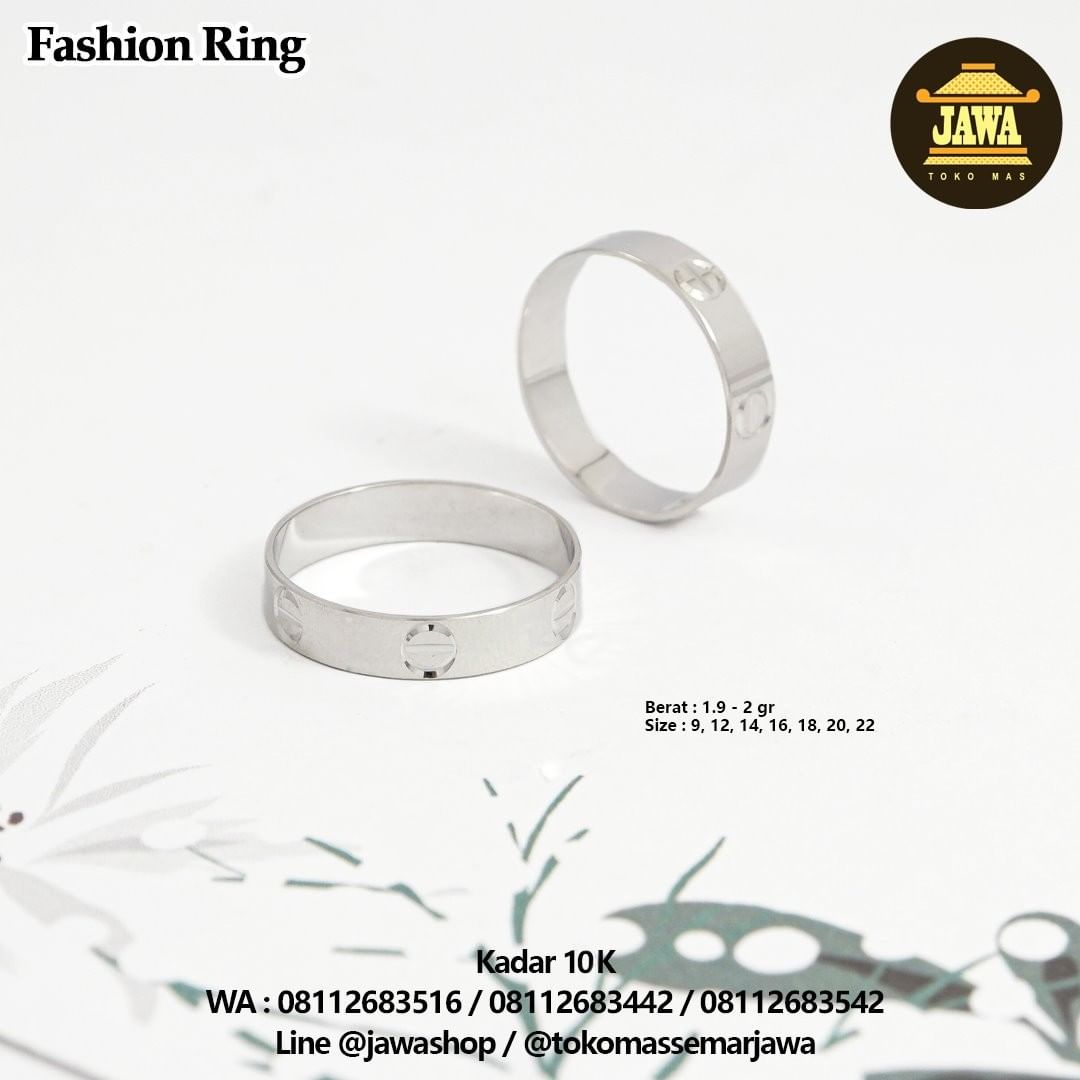 Fashion Ring
JAWA
TOKO MAS
Berat : 1.9 - 2 gr
Size : 9, 12, 14, 16, 18, 20, 22
Kadar 10K
WA : 08112683516 / 08112683442 / 08112683542
Line @jawashop / @tokomassemarjawa